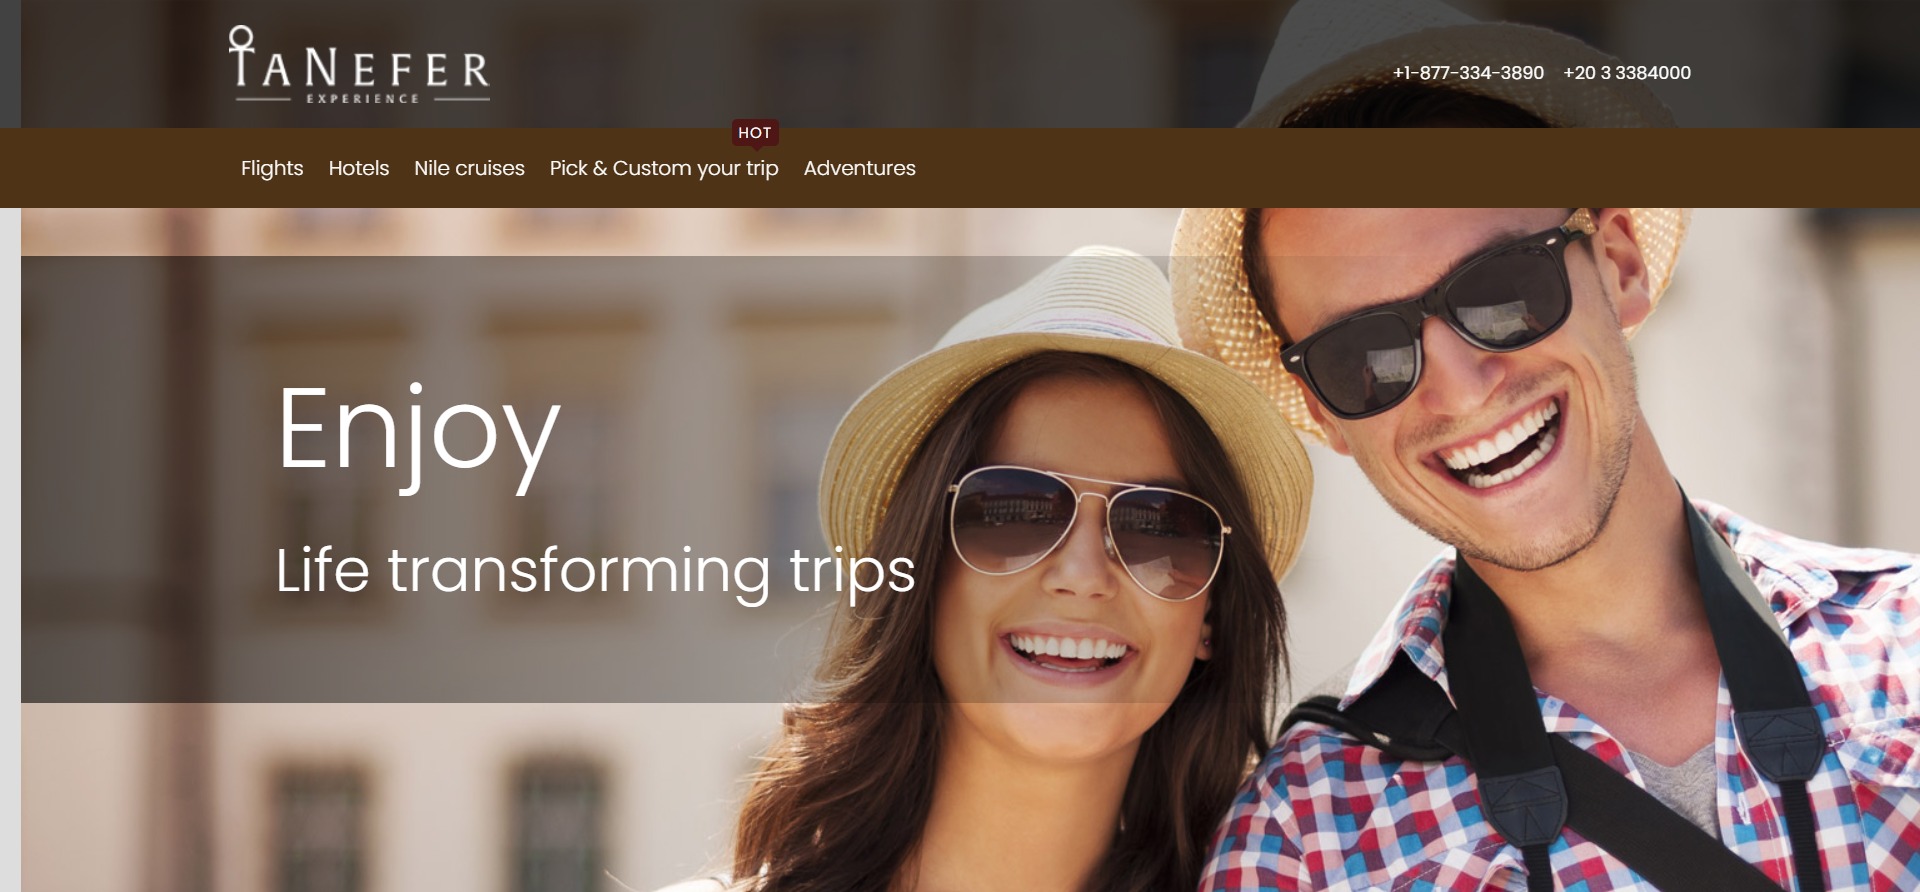 TANEFER
EXPERIENCE
+1-877-334-3890 +20 3 3384000
HOT
Flights Hotels Nile cruises Pick & Custom your trip Adventures
Enjoy
Life transforming trips